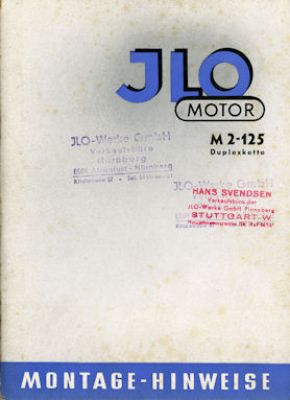 JLO
MOTOR
M 2-125
Duplexkette
JLO-Werke GmbH
Verkaufsbüro
Nürnberg
JLO-Werke GmbH
HANS SVENDSEN
Verkaufsbüro der
JLO-Werke GmbH Pinneberg
STUTTGART-W
MONTAGE-HINWEISE